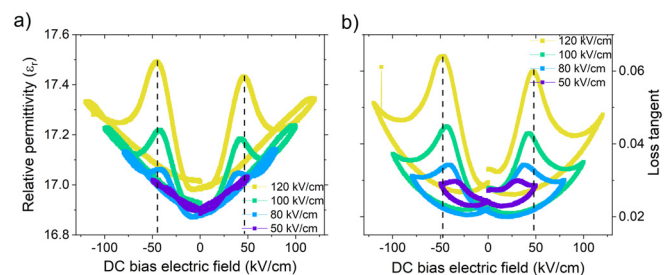 a)
17.6
17.4
17.2
17.0
16.8
Relative permittivity (εr)
120 kV/cm
100 kV/cm
80 kV/cm
50 kV/cm
-100 -50 0 50 100
DC bias electric field (kV/cm)
b)
120 kV/cm
100 kV/cm
80 kV/cm
50 kV/cm
0.06
0.04
0.02
Loss tangent
-100 -50 0 50 100
DC bias electric field (kV/cm)